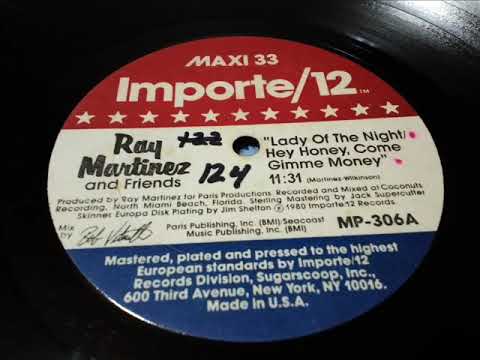 MAXI 33
Importe/12 TM
Ray
Martinez
and Friends
122
124
"Lady Of The Night/
Hey Honey, Come
Gimme Money"
11:31 (Martinez-Wilkinson)
Produced by Ray Martinez for Paris Productions Recorded and Mixed at Coconuts
Recording, North Miami Beach, Florida. Sterling Mastering by Jack Supercutter
Skinner Europa Disk Plating by Jim Shelton ℗ 1980 Importe/12 Records
Mix
by
Paris Publishing, Inc. (BMI)/Seacoast
Music Publishing, Inc. (BMI)
MP-306A
Mastered, plated and pressed to the highest
European standards by Importe/12
Records Division, Sugarscoop, Inc.,
600 Third Avenue, New York, NY 10016.
Made in U.S.A.